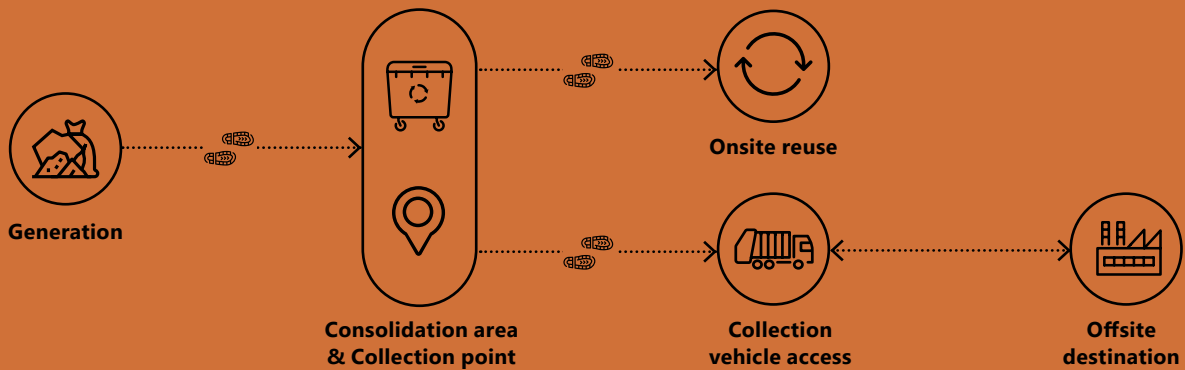 Onsite reuse
Generation
Consolidation area
& Collection point
Collection
vehicle access
Offsite
destination